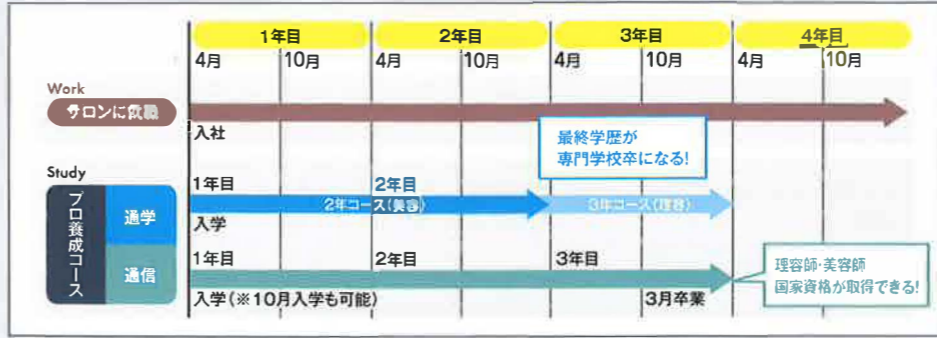 1年目 2年目 3年目 4年目
4月 10月 4月 10月 4月 10月 4月 10月
Work
サロンに就職
入社
最終学歴が
専門学校卒になる!
Study
プロ養成コース
通学
1年目 2年目
2年コース(美容) 3年コース(理容)
入学
通信
1年目 2年目 3年目
入学(※10月入学も可能) 3月卒業
理容師・美容師
国家資格が取得できる!